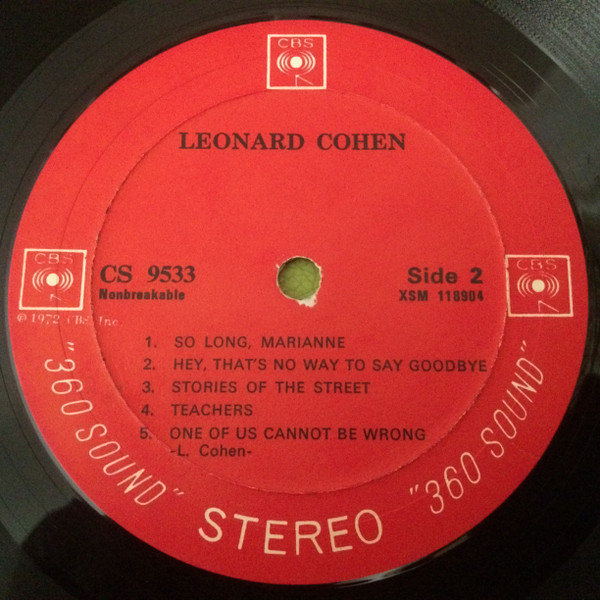 CBS
LEONARD COHEN
CBS
CBS
CS 9533
Nonbreakable
Side 2
XSM 118904
© 1972 CBS Inc.
1. SO LONG, MARIANNE
2. HEY, THAT'S NO WAY TO SAY GOODBYE
3. STORIES OF THE STREET
4. TEACHERS
5. ONE OF US CANNOT BE WRONG
-L. Cohen-
"360 SOUND"
STEREO
"360 SOUND"